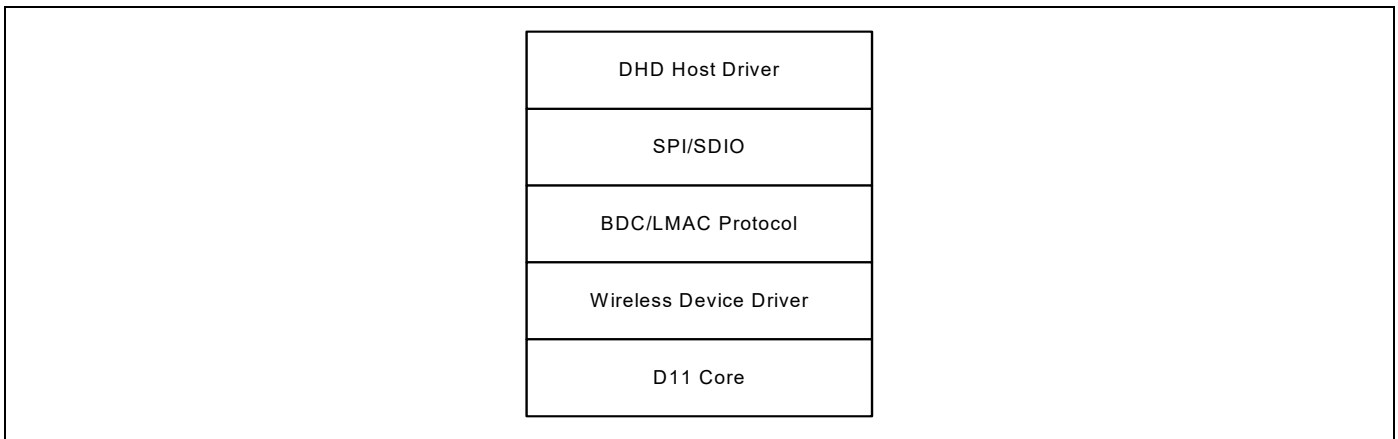 DHD Host Driver
SPI/SDIO
BDC/LMAC Protocol
Wireless Device Driver
D11 Core